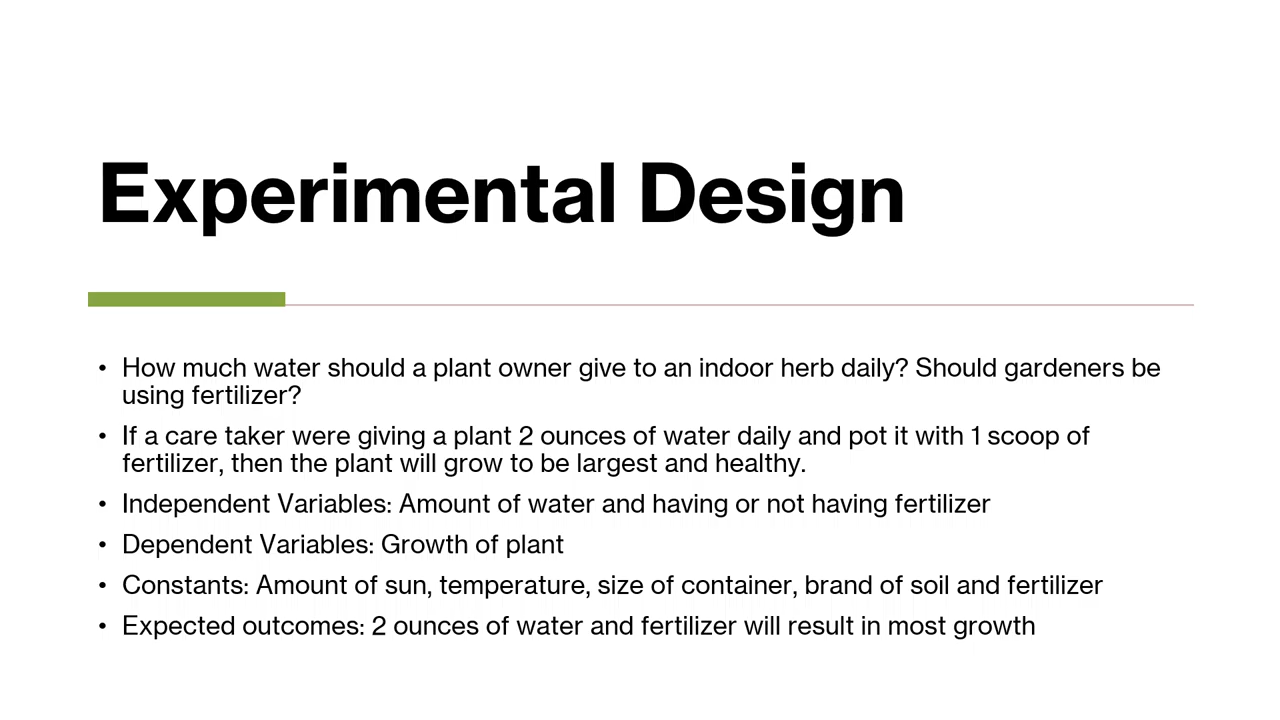 Experimental Design
• How much water should a plant owner give to an indoor herb daily? Should gardeners be
using fertilizer?
• If a care taker were giving a plant 2 ounces of water daily and pot it with 1 scoop of
fertilizer, then the plant will grow to be largest and healthy.
• Independent Variables: Amount of water and having or not having fertilizer
• Dependent Variables: Growth of plant
• Constants: Amount of sun, temperature, size of container, brand of soil and fertilizer
• Expected outcomes: 2 ounces of water and fertilizer will result in most growth